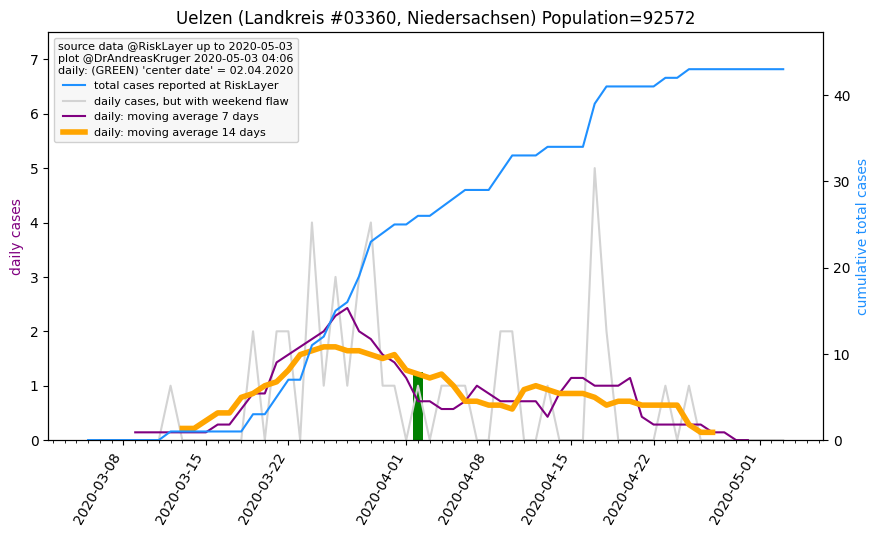 Uelzen (Landkreis #03360, Niedersachsen) Population=92572
source data @RiskLayer up to 2020-05-03
plot @DrAndreasKruger 2020-05-03 04:06
daily: (GREEN) 'center date' = 02.04.2020
total cases reported at RiskLayer
daily cases, but with weekend flaw
daily: moving average 7 days
daily: moving average 14 days
daily cases
7
6
5
4
3
2
1
0
40
30
20
10
0
cumulative total cases
2020-03-08
2020-03-15
2020-03-22
2020-04-01
2020-04-08
2020-04-15
2020-04-22
2020-05-01